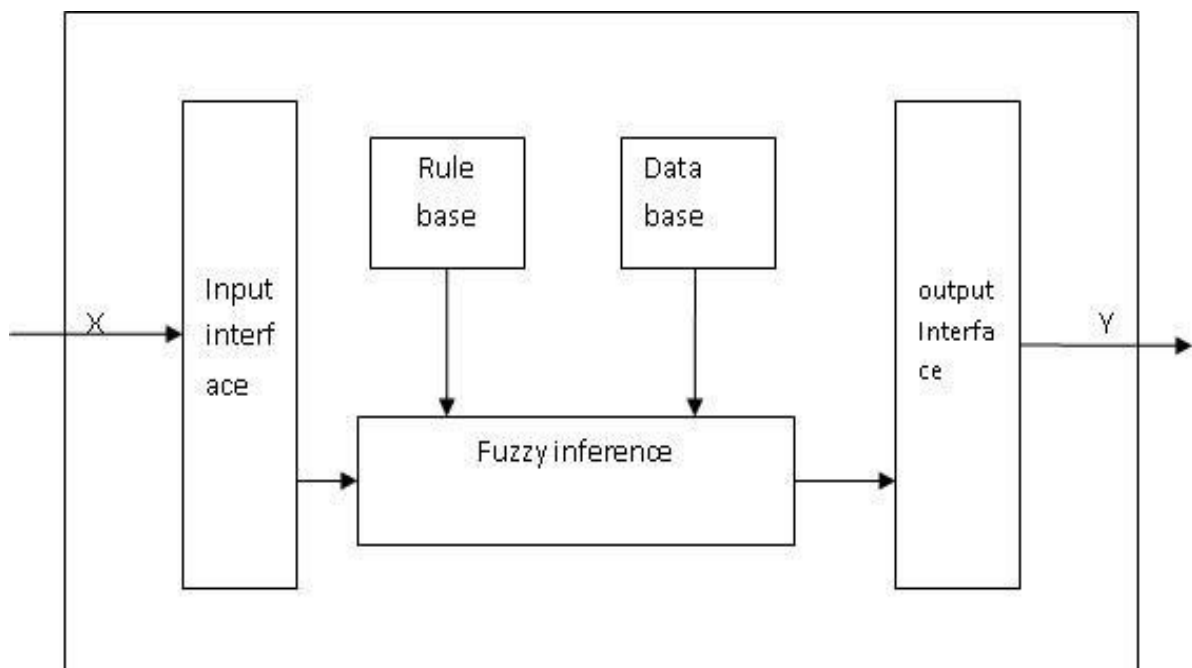 Rule
base
Data
base
X
Input
interf
ace
output
Interfa
ce
Y
Fuzzy inference